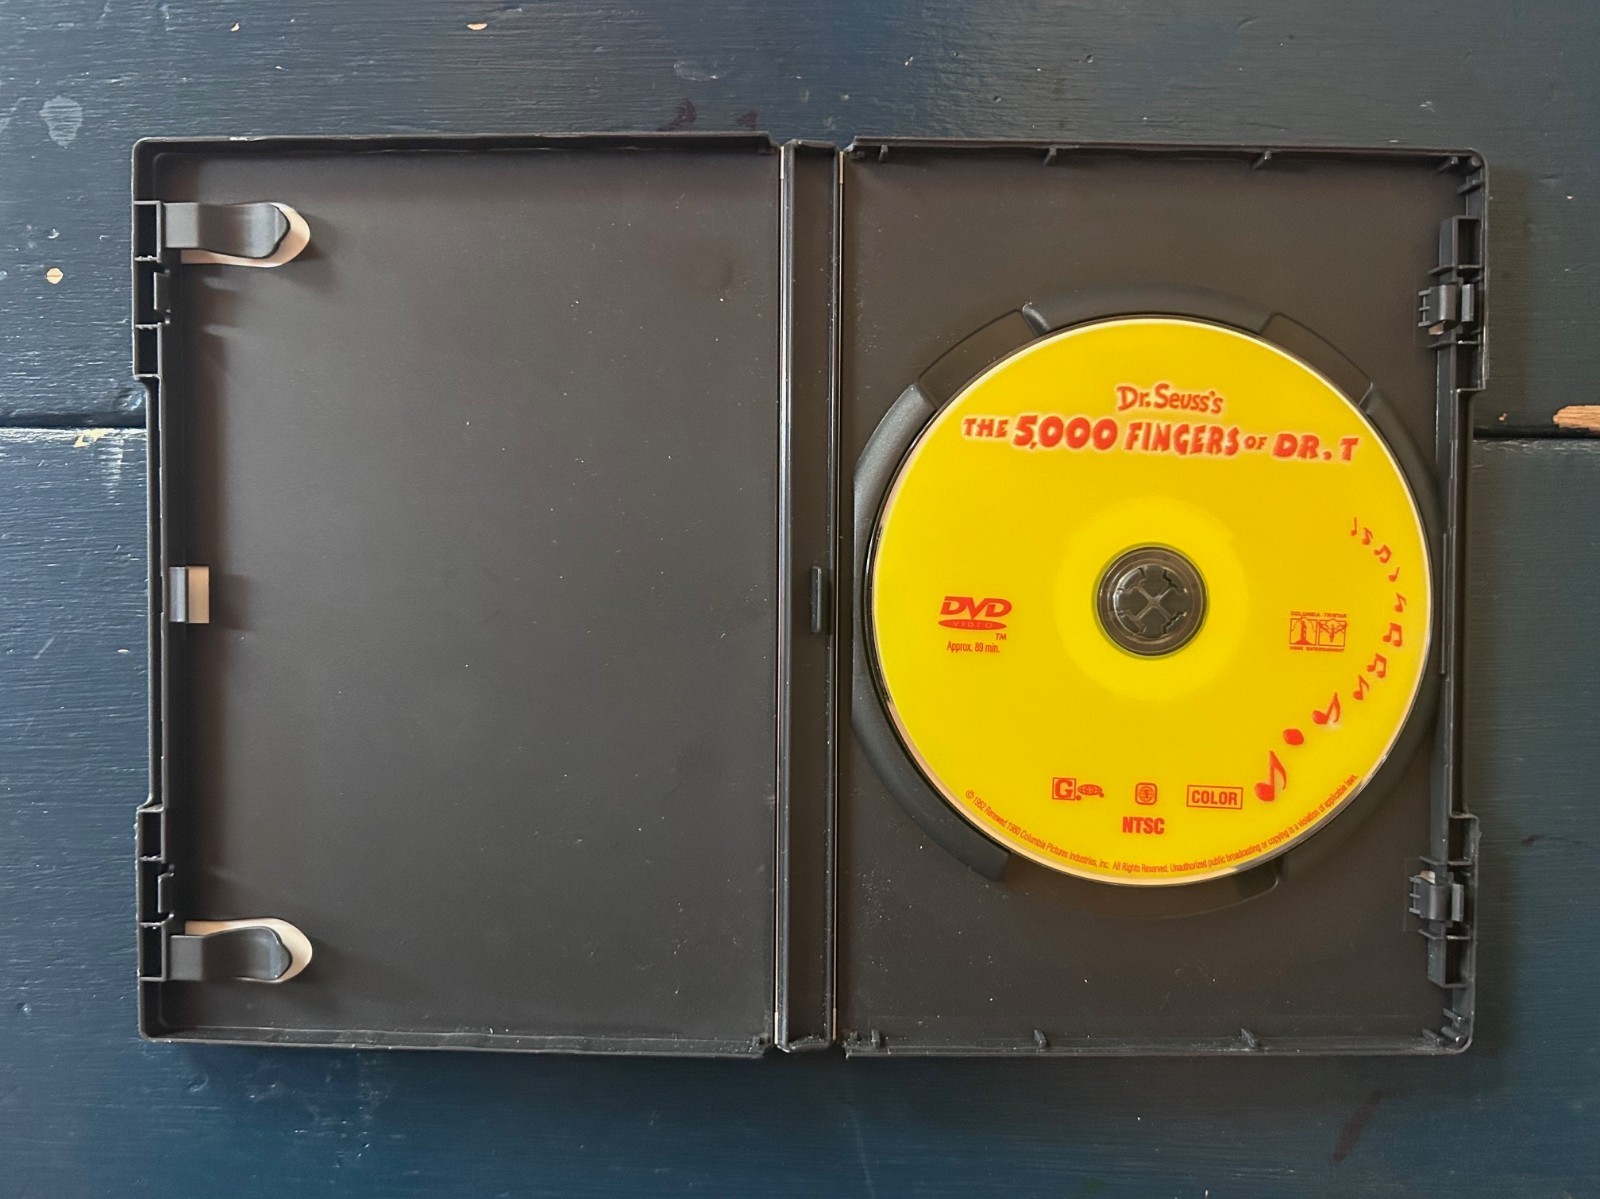 Dr. Seuss's
THE 5,000 FINGERS OF DR. T
DVD
VIDEO
TM
Approx. 89 min.
COLUMBIA TRISTAR
HOME ENTERTAINMENT
G
COLOR
NTSC
© 1952 Renewed 1980 Columbia Pictures Industries, Inc. All Rights Reserved. Unauthorized public broadcasting or copying is a violation of applicable laws.